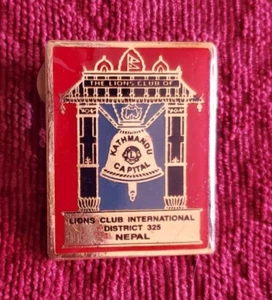 THE LIONS CLUB OF
KATHMANDU
CAPITAL
LIONS CLUB INTERNATIONAL
DISTRICT 325
NEPAL